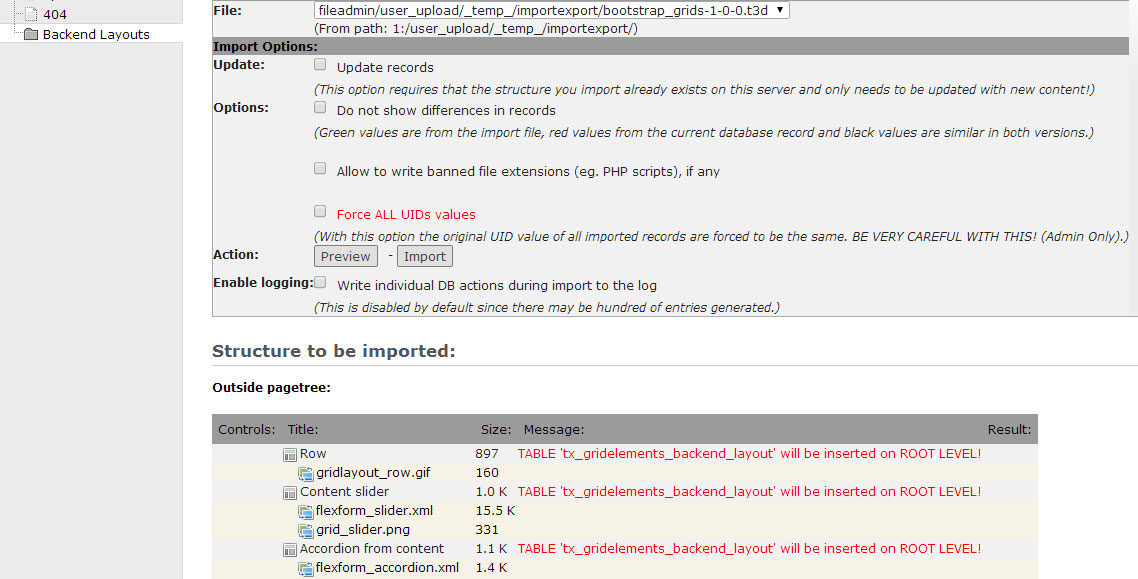 404
Backend Layouts
File: fileadmin/user_upload/_temp_/importexport/bootstrap_grids-1-0-0.t3d
(From path: 1:/user_upload/_temp_/importexport/)
Import Options:
Update: Update records
(This option requires that the structure you import already exists on this server and only needs to be updated with new content!)
Options: Do not show differences in records
(Green values are from the import file, red values from the current database record and black values are similar in both versions.)
Allow to write banned file extensions (eg. PHP scripts), if any
Force ALL UIDs values
(With this option the original UID value of all imported records are forced to be the same. BE VERY CAREFUL WITH THIS! (Admin Only).)
Action: Preview - Import
Enable logging: Write individual DB actions during import to the log
(This is disabled by default since there may be hundred of entries generated.)
Structure to be imported:
Outside pagetree:
Controls: Title: Size: Message: Result:
Row 897 TABLE 'tx_gridelements_backend_layout' will be inserted on ROOT LEVEL!
gridlayout_row.gif 160
Content slider 1.0 K TABLE 'tx_gridelements_backend_layout' will be inserted on ROOT LEVEL!
flexform_slider.xml 15.5 K
grid_slider.png 331
Accordion from content 1.1 K TABLE 'tx_gridelements_backend_layout' will be inserted on ROOT LEVEL!
flexform_accordion.xml 1.4 K